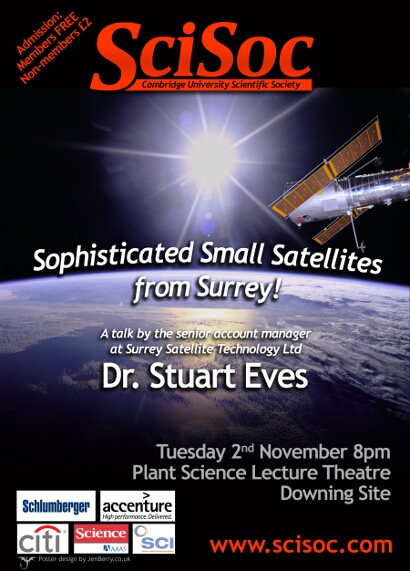 Admission:
Members FREE
Non-members £2
SciSoc
Cambridge University Scientific Society
Sophisticated Small Satellites
from Surrey!
A talk by the senior account manager
at Surrey Satellite Technology Ltd
Dr. Stuart Eves
Tuesday 2nd November 8pm
Plant Science Lecture Theatre
Downing Site
Schlumberger
accenture
High performance. Delivered.
citi
Science
AAAS
SCI
Poster design by JenBerry.co.uk
www.scisoc.com